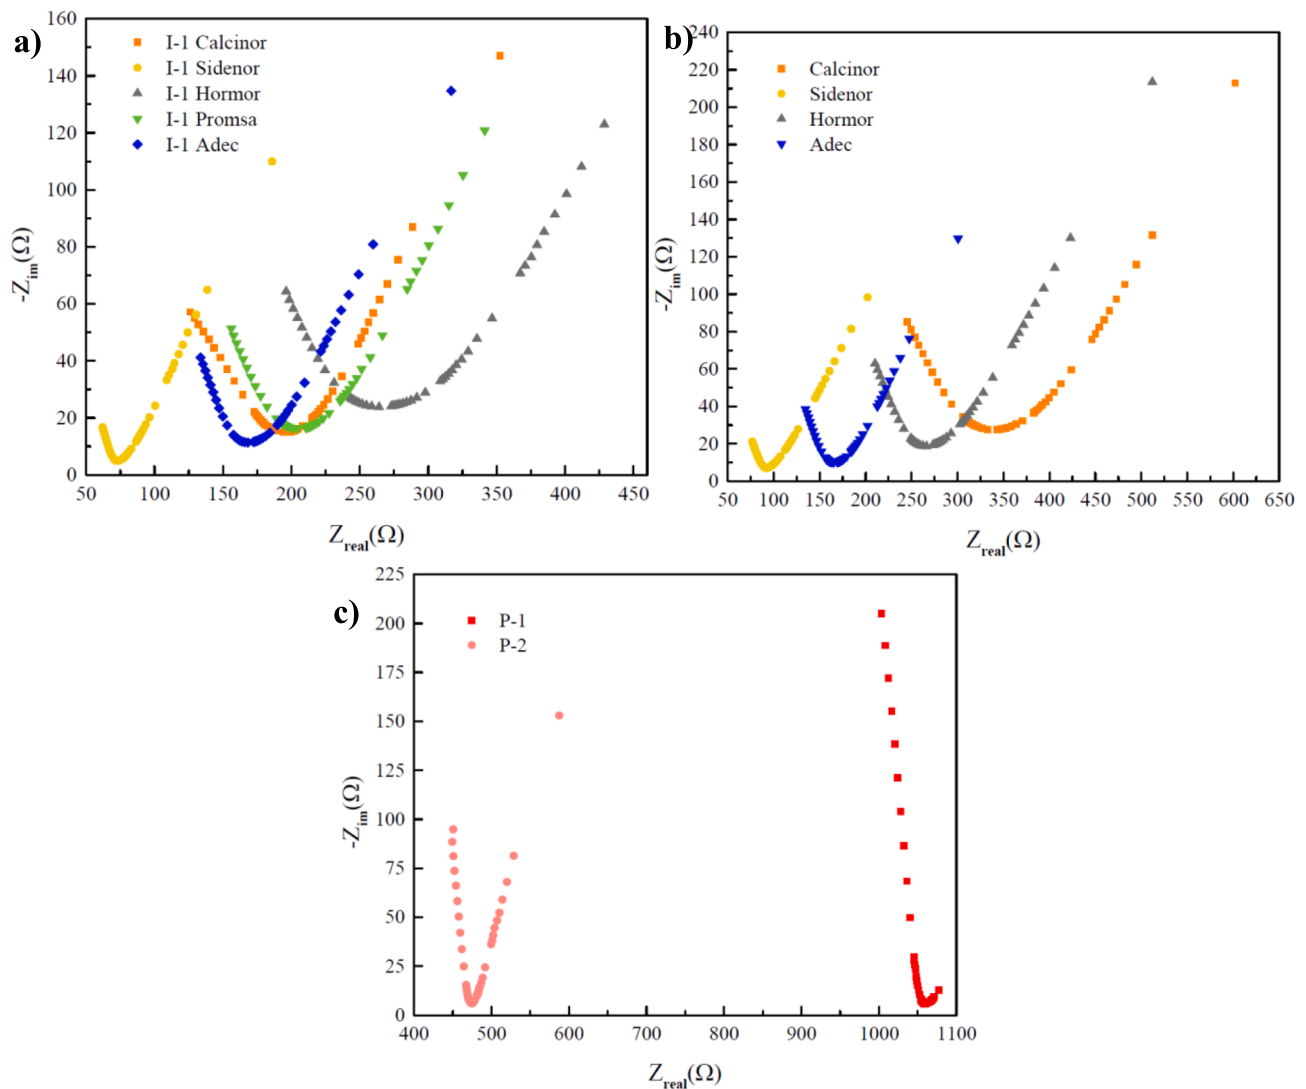 a)
160
140
120
100
80
60
40
20
0
-Zim(Ω)
I-1 Calcinor
I-1 Sidenor
I-1 Hormor
I-1 Promsa
I-1 Adec
50 100 150 200 250 300 350 400 450
Zreal(Ω)
b)
240
220
200
180
160
140
120
100
80
60
40
20
0
-Zim(Ω)
Calcinor
Sidenor
Hormor
Adec
50 100 150 200 250 300 350 400 450 500 550 600 650
Zreal(Ω)
c)
225
200
175
150
125
100
75
50
25
0
-Zim(Ω)
P-1
P-2
400 500 600 700 800 900 1000 1100
Zreal(Ω)